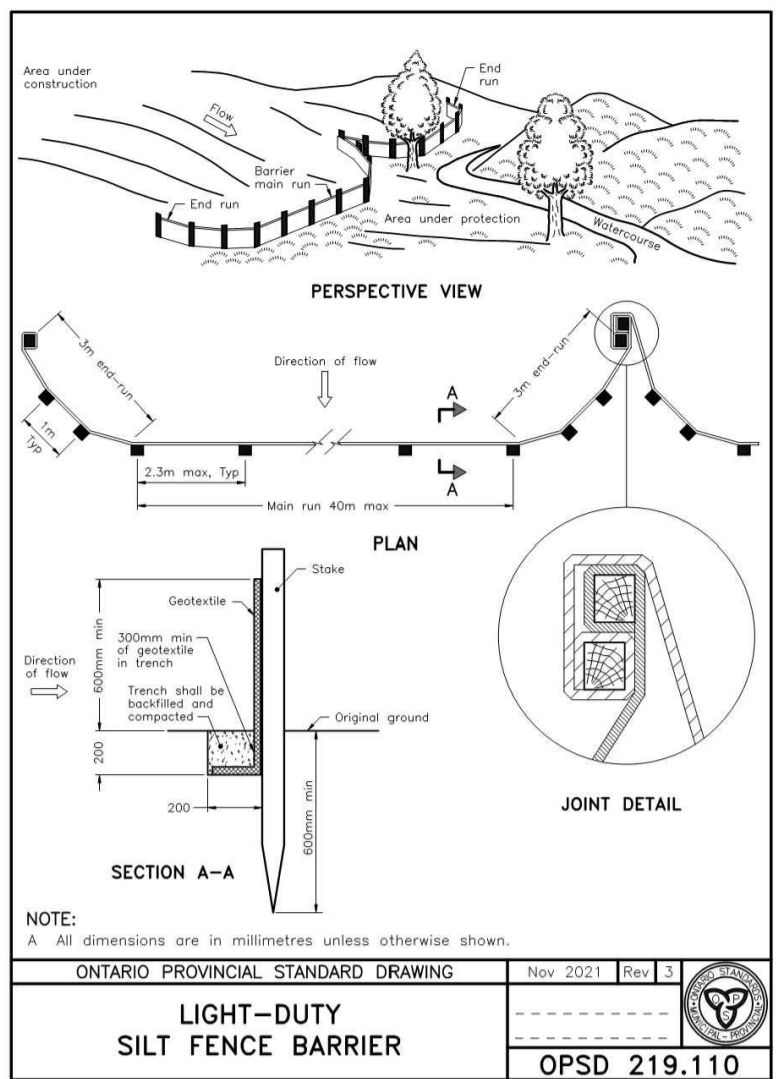 Area under
construction
Flow
End
run
Barrier
main run
End run
Area under protection
Watercourse
PERSPECTIVE VIEW
3m end-run
Direction of flow
3m end-run
A
1m
Typ
2.3m max, Typ
A
Main run 40m max
PLAN
Stake
Geotextile
600mm min
300mm min
of geotextile
in trench
Direction
of flow
Trench shall be
backfilled and
compacted
Original ground
200
200
600mm min
JOINT DETAIL
SECTION A-A
NOTE:
A All dimensions are in millimetres unless otherwise shown.
ONTARIO PROVINCIAL STANDARD DRAWING
Nov 2021 Rev 3
LIGHT-DUTY
SILT FENCE BARRIER
ONTARIO STANDARDS
MUNICIPAL - PROVINCIAL
O P
S
OPSD 219.110